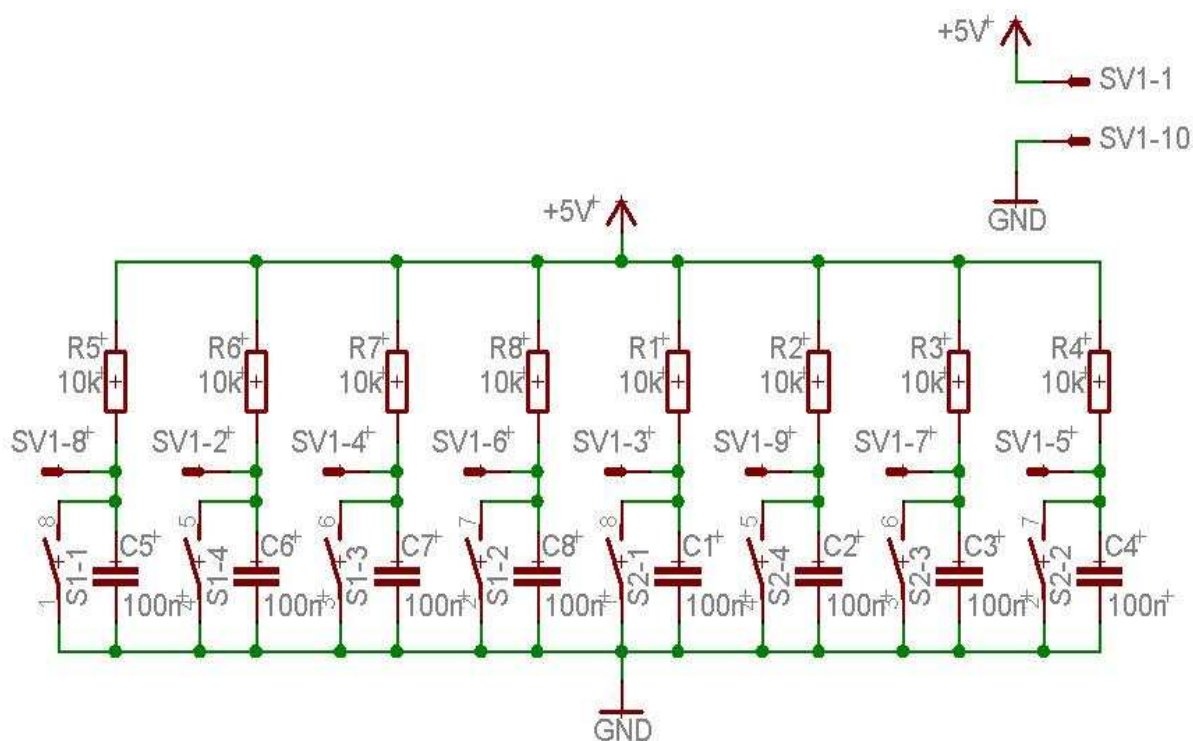 +5V
SV1-1
SV1-10
GND
+5V
R5 R6 R7 R8 R1 R2 R3 R4
10k 10k 10k 10k 10k 10k 10k 10k
SV1-8 SV1-2 SV1-4 SV1-6 SV1-3 SV1-9 SV1-7 SV1-5
8 5 6 7 8 5 6 7
S1-1 C5 S1-4 C6 S1-3 C7 S1-2 C8 S2-1 C1 S2-4 C2 S2-3 C3 S2-2 C4
100n 100n 100n 100n 100n 100n 100n 100n
1 4 3 2 1 4 3 2
GND